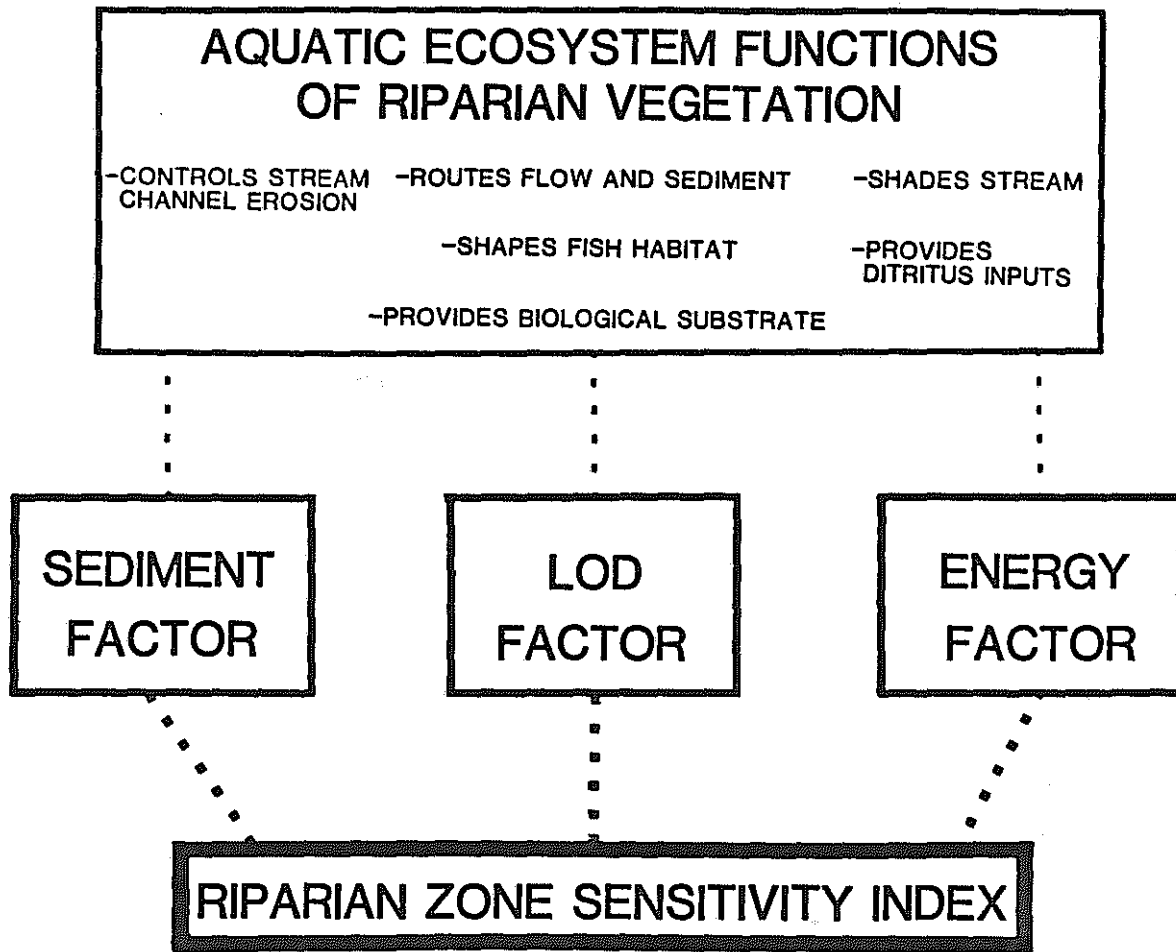 AQUATIC ECOSYSTEM FUNCTIONS
OF RIPARIAN VEGETATION
-CONTROLS STREAM
CHANNEL EROSION
-ROUTES FLOW AND SEDIMENT
-SHADES STREAM
-SHAPES FISH HABITAT
-PROVIDES
DITRITUS INPUTS
-PROVIDES BIOLOGICAL SUBSTRATE
SEDIMENT
FACTOR
LOD
FACTOR
ENERGY
FACTOR
RIPARIAN ZONE SENSITIVITY INDEX